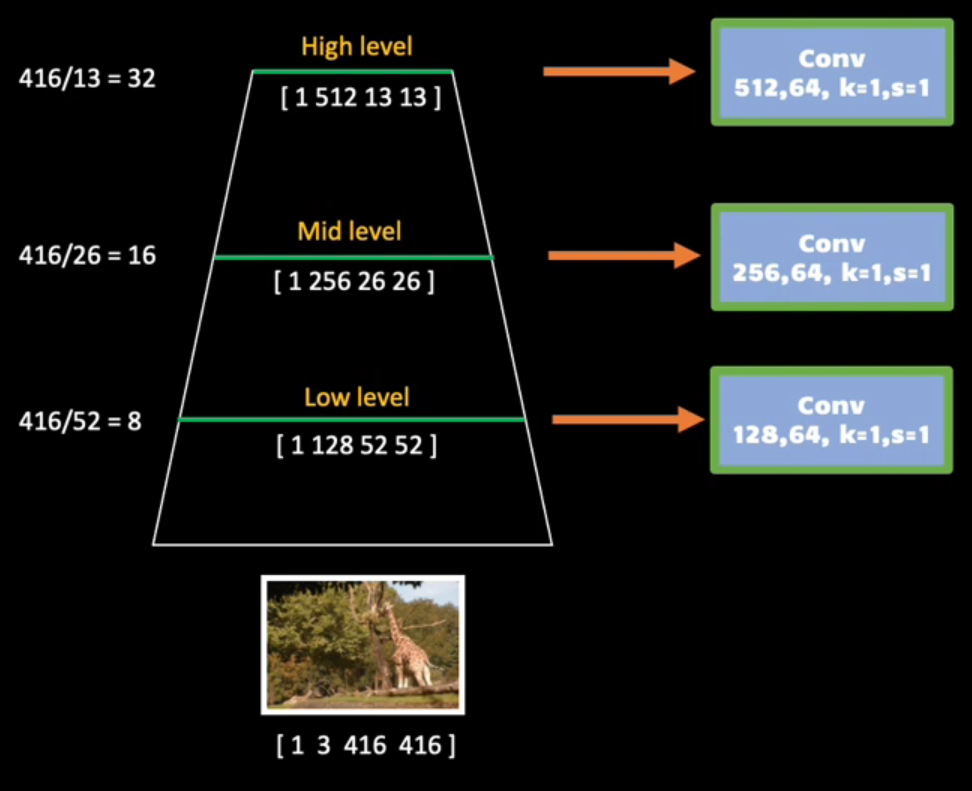 High level
416/13 = 32
[ 1 512 13 13 ]
Conv
512,64, k=1,s=1
Mid level
416/26 = 16
[ 1 256 26 26 ]
Conv
256,64, k=1,s=1
Low level
416/52 = 8
[ 1 128 52 52 ]
Conv
128,64, k=1,s=1
[ 1 3 416 416 ]